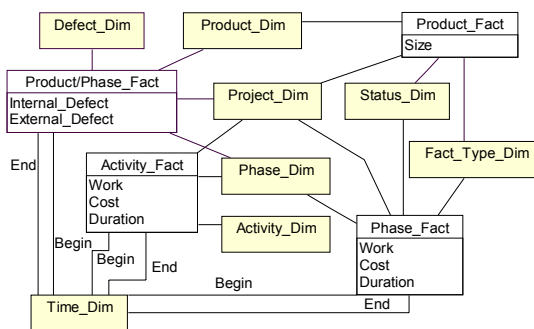 Defect_Dim
Product_Dim
Product_Fact
Size
Product/Phase_Fact
Internal_Defect
External_Defect
Project_Dim
Status_Dim
End
Activity_Fact
Work
Cost
Duration
Phase_Dim
Fact_Type_Dim
Activity_Dim
Phase_Fact
Work
Cost
Duration
Begin
Begin
End
Begin
Time_Dim
End